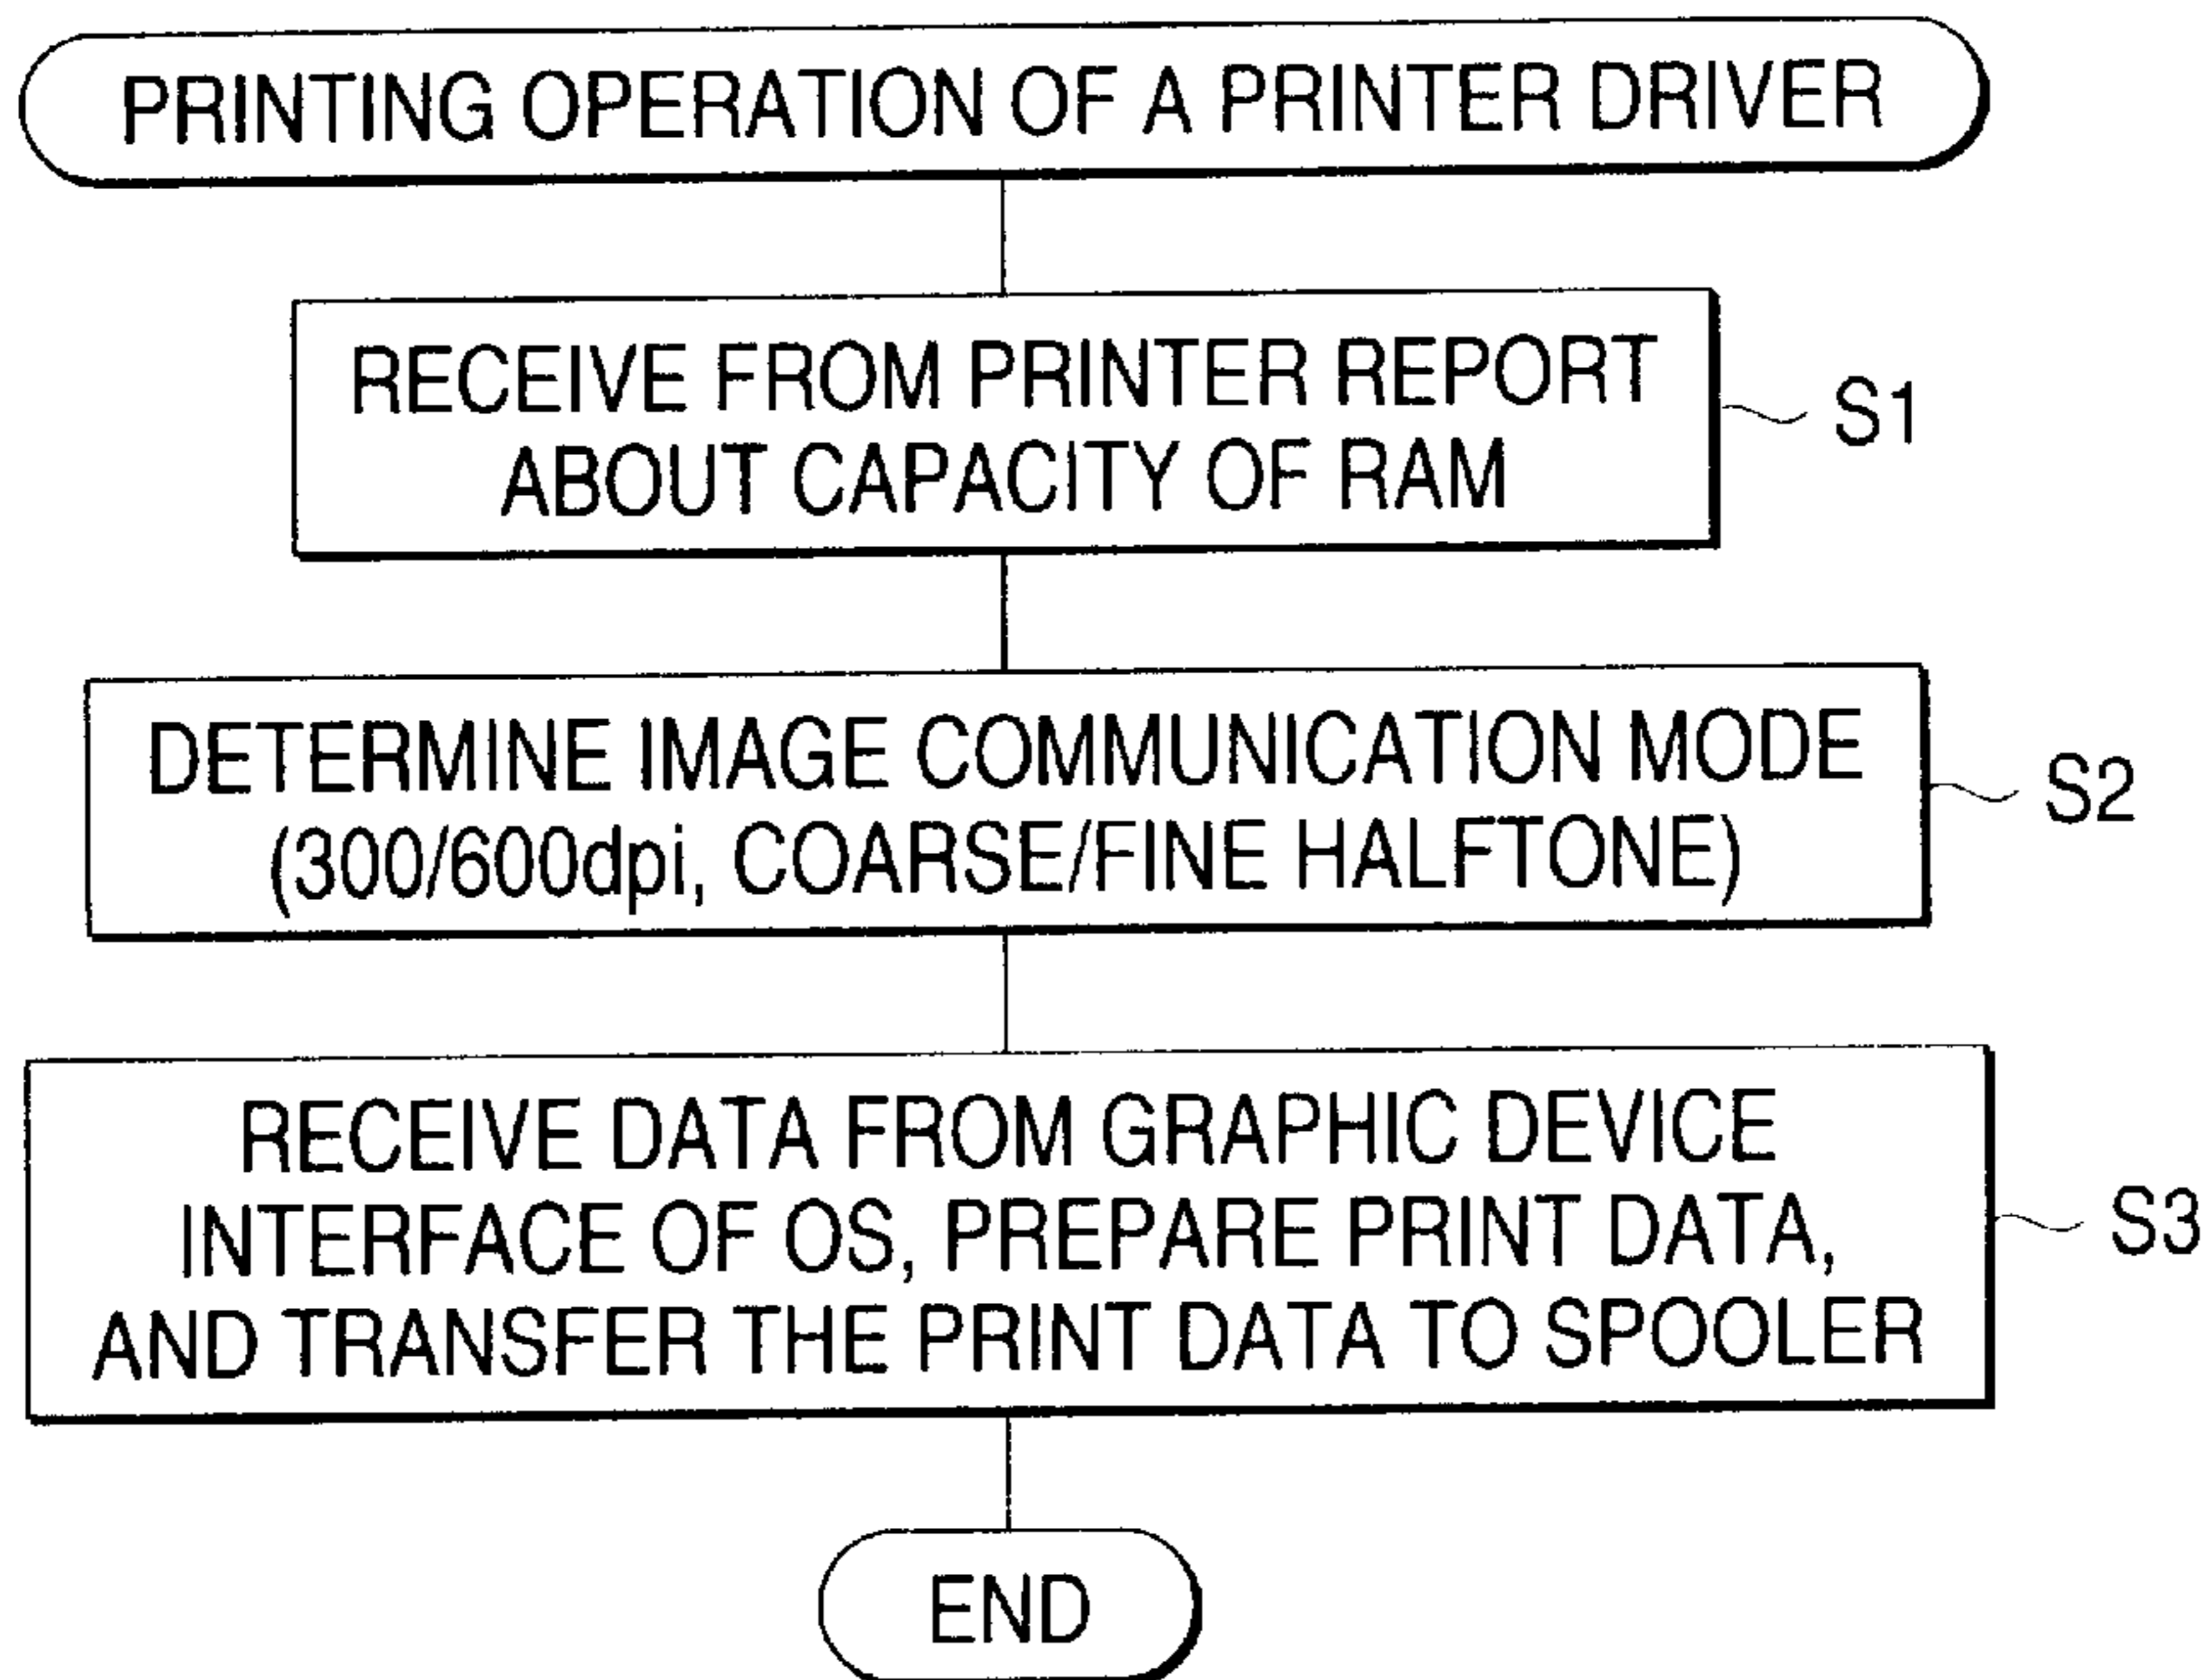 PRINTING OPERATION OF A PRINTER DRIVER
RECEIVE FROM PRINTER REPORT
ABOUT CAPACITY OF RAM
S1
DETERMINE IMAGE COMMUNICATION MODE
(300/600dpi, COARSE/FINE HALFTONE)
S2
RECEIVE DATA FROM GRAPHIC DEVICE
INTERFACE OF OS, PREPARE PRINT DATA,
AND TRANSFER THE PRINT DATA TO SPOOLER
S3
END